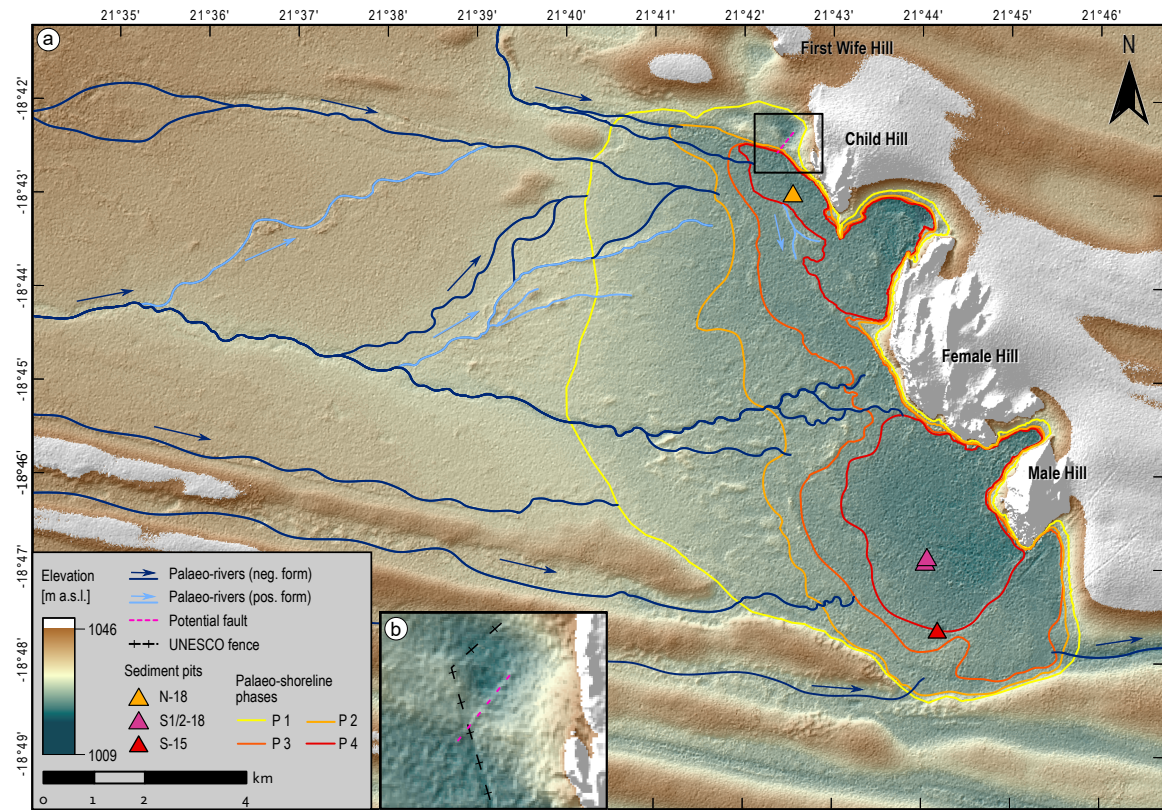 21°35' 21°36' 21°37' 21°38' 21°39' 21°40' 21°41' 21°42' 21°43' 21°44' 21°45' 21°46'
a
First Wife Hill
N
-18°42'
Child Hill
-18°43'
-18°44'
Female Hill
-18°45'
-18°46'
Male Hill
-18°47'
-18°48'
-18°49'
Elevation
[m a.s.l.]
1046
1009
Palaeo-rivers (neg. form)
Palaeo-rivers (pos. form)
Potential fault
UNESCO fence
Sediment pits
N-18
S1/2-18
S-15
Palaeo-shoreline
phases
P 1 P 2
P 3 P 4
km
0 1 2 4
b